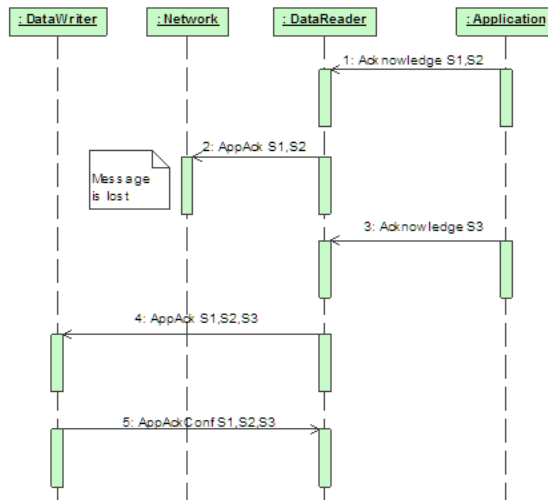 : DataWriter
: Network
: DataReader
: Application
1: Acknowledge S1,S2
2: AppAck S1,S2
Message
is lost
3: Acknowledge S3
4: AppAck S1,S2,S3
5: AppAckConf S1,S2,S3